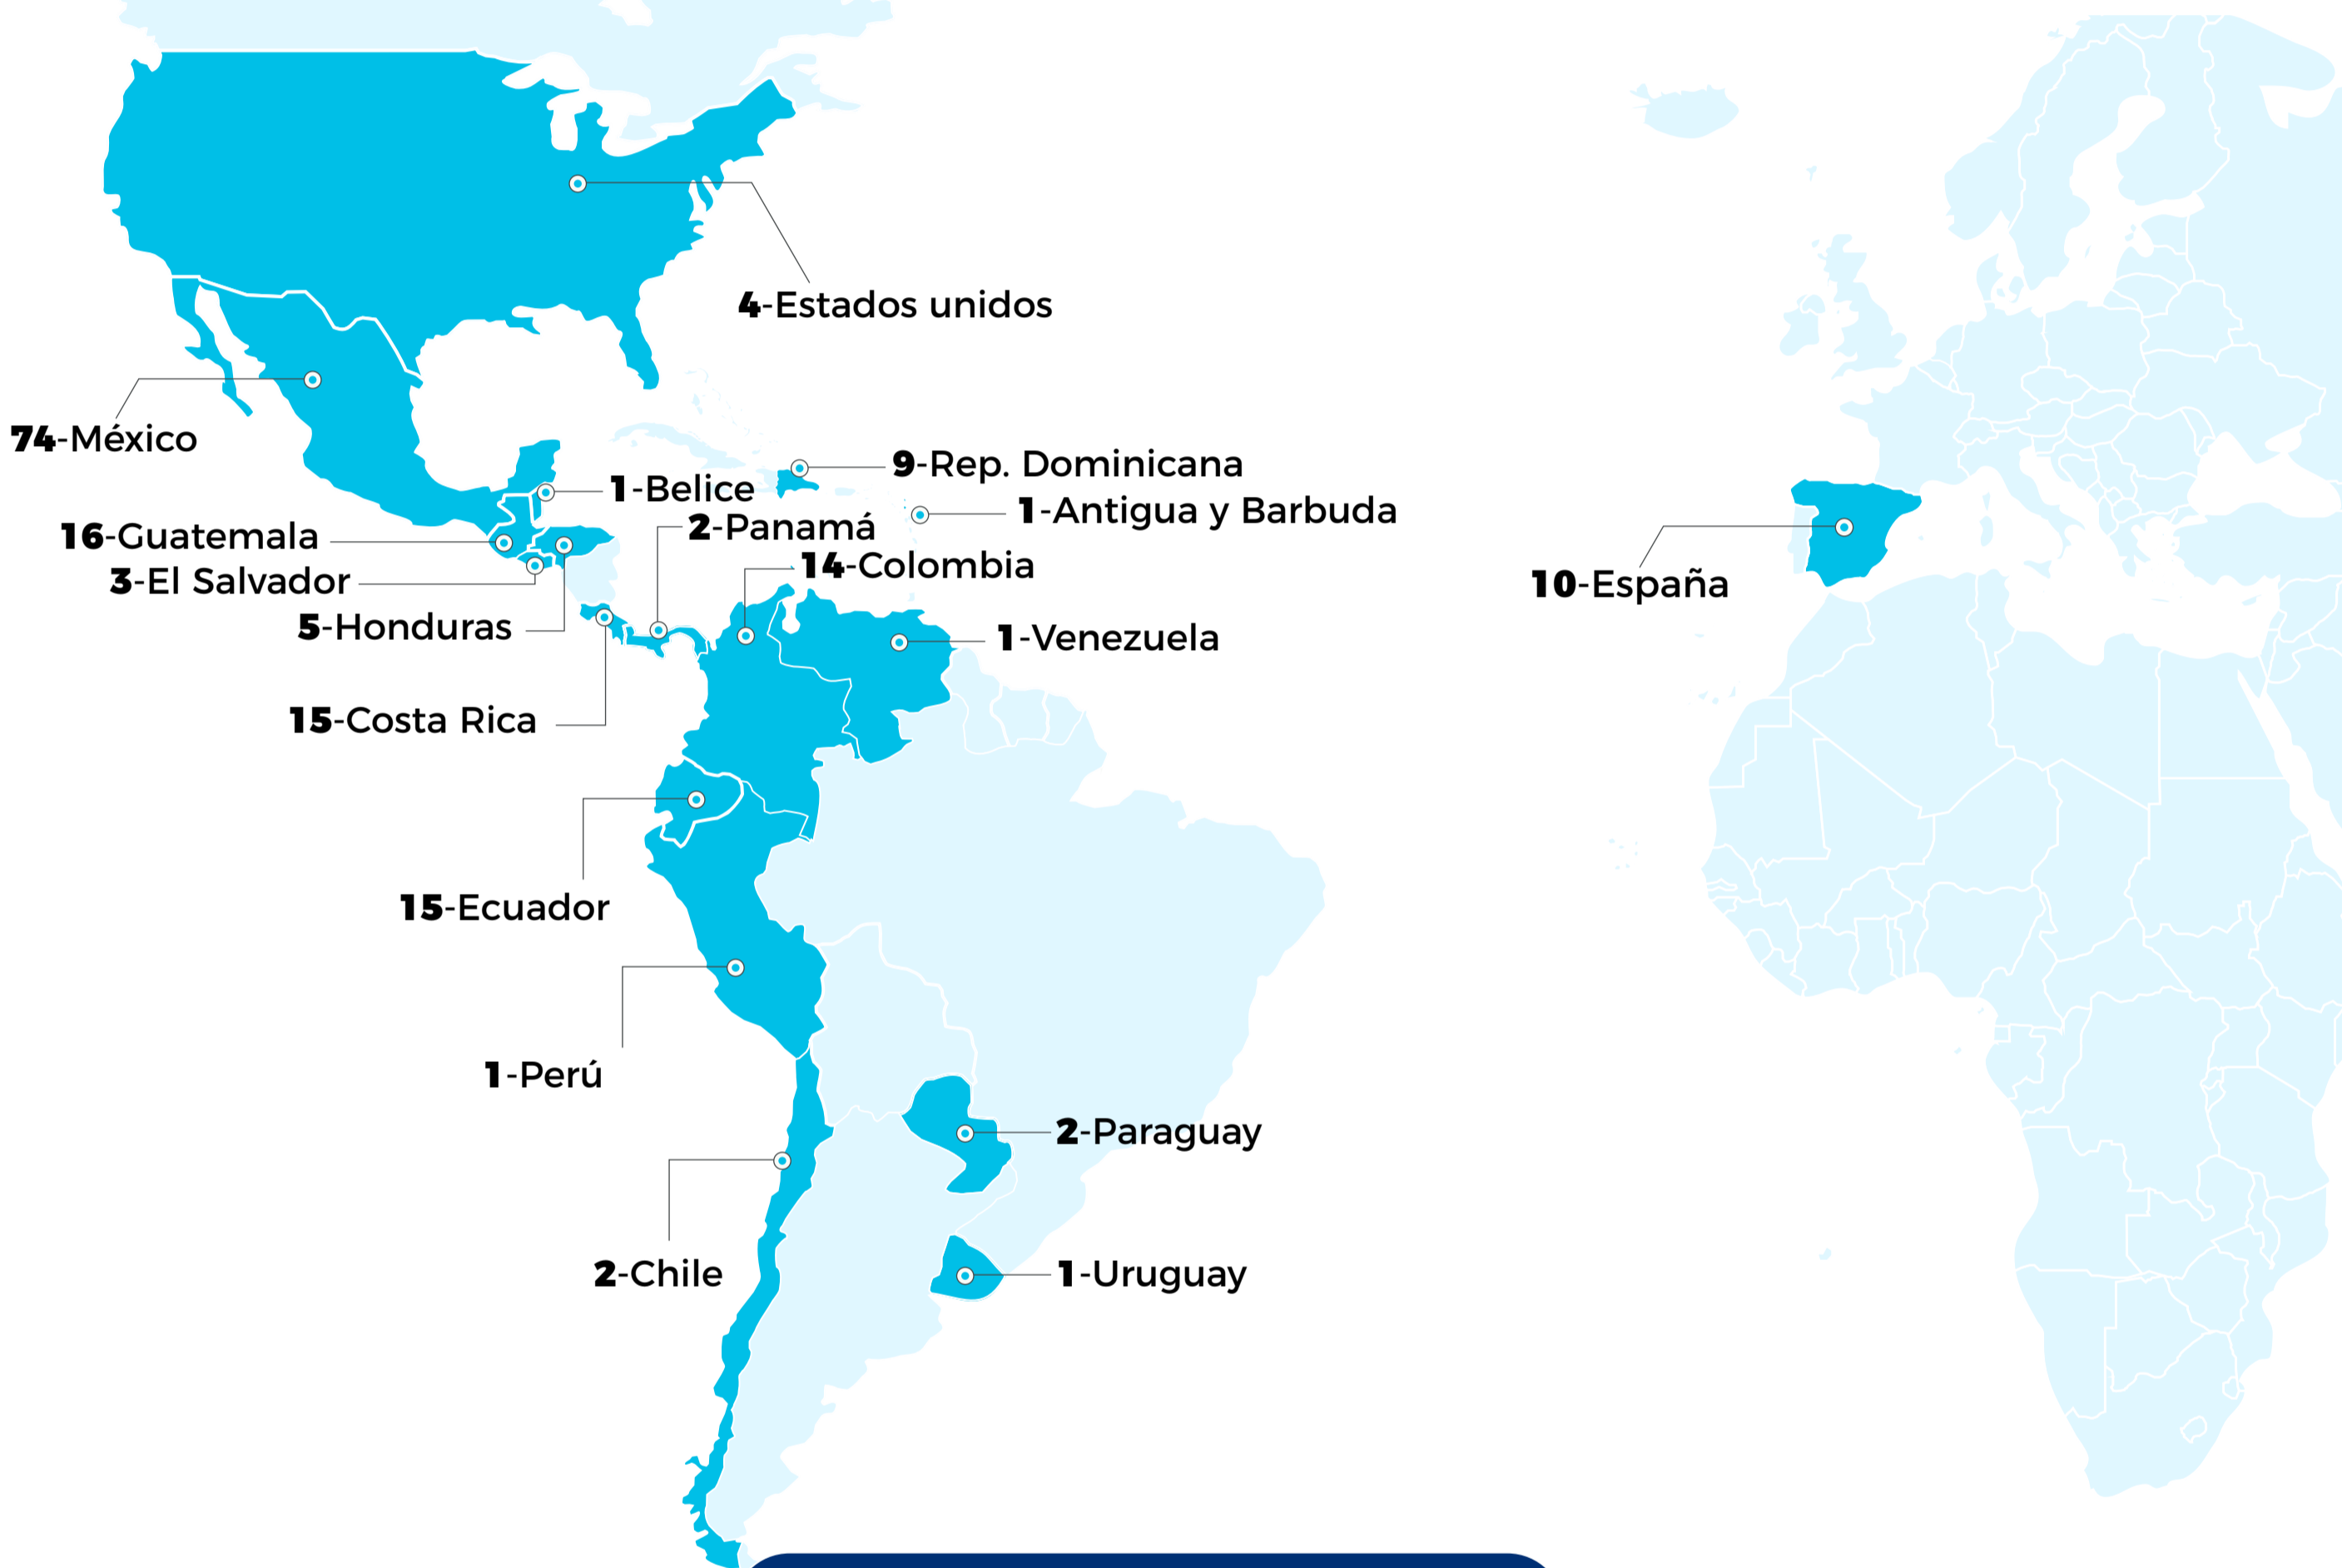 4-Estados unidos
74-México
9-Rep. Dominicana
1-Belice
1-Antigua y Barbuda
2-Panamá
16-Guatemala
14-Colombia
3-El Salvador
10-España
5-Honduras
1-Venezuela
15-Costa Rica
15-Ecuador
1-Perú
2-Paraguay
2-Chile
1-Uruguay